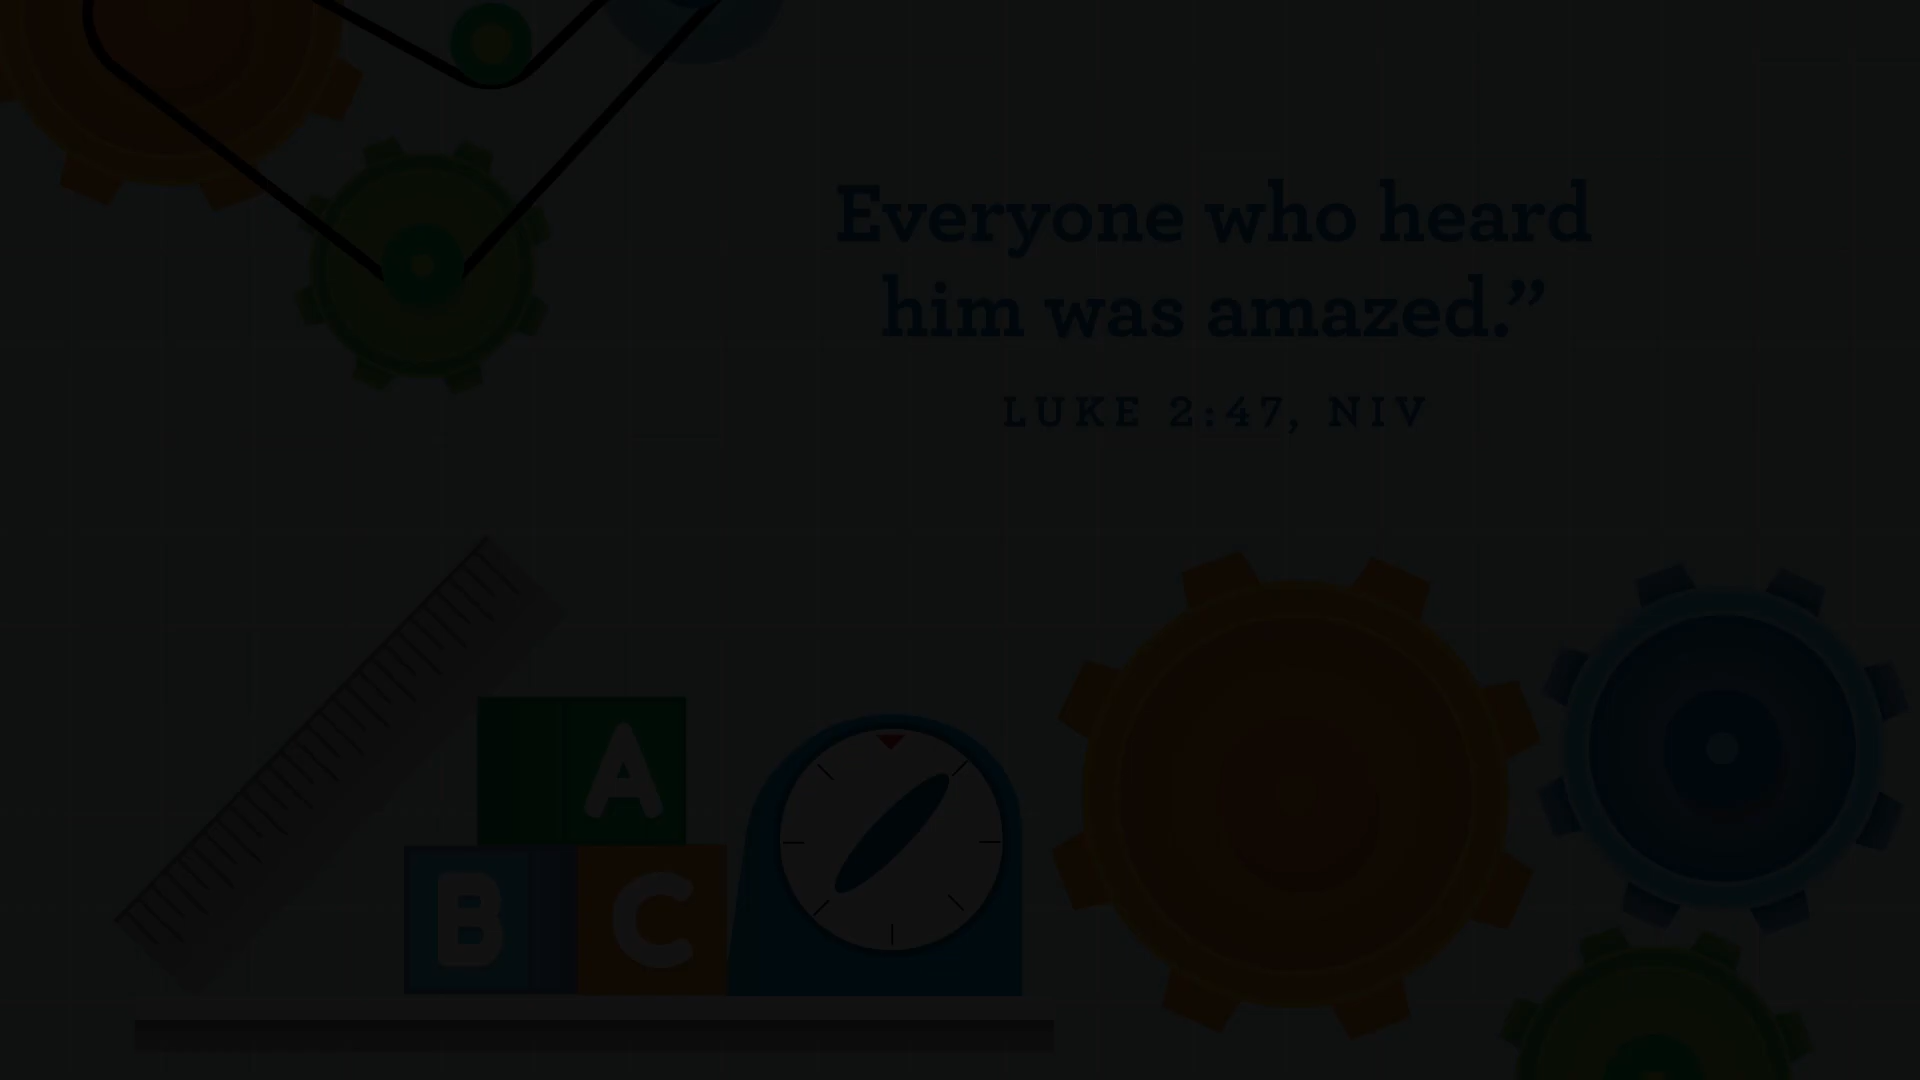 Everyone who heard
him was amazed.”
LUKE 2:47, NIV
A
B C